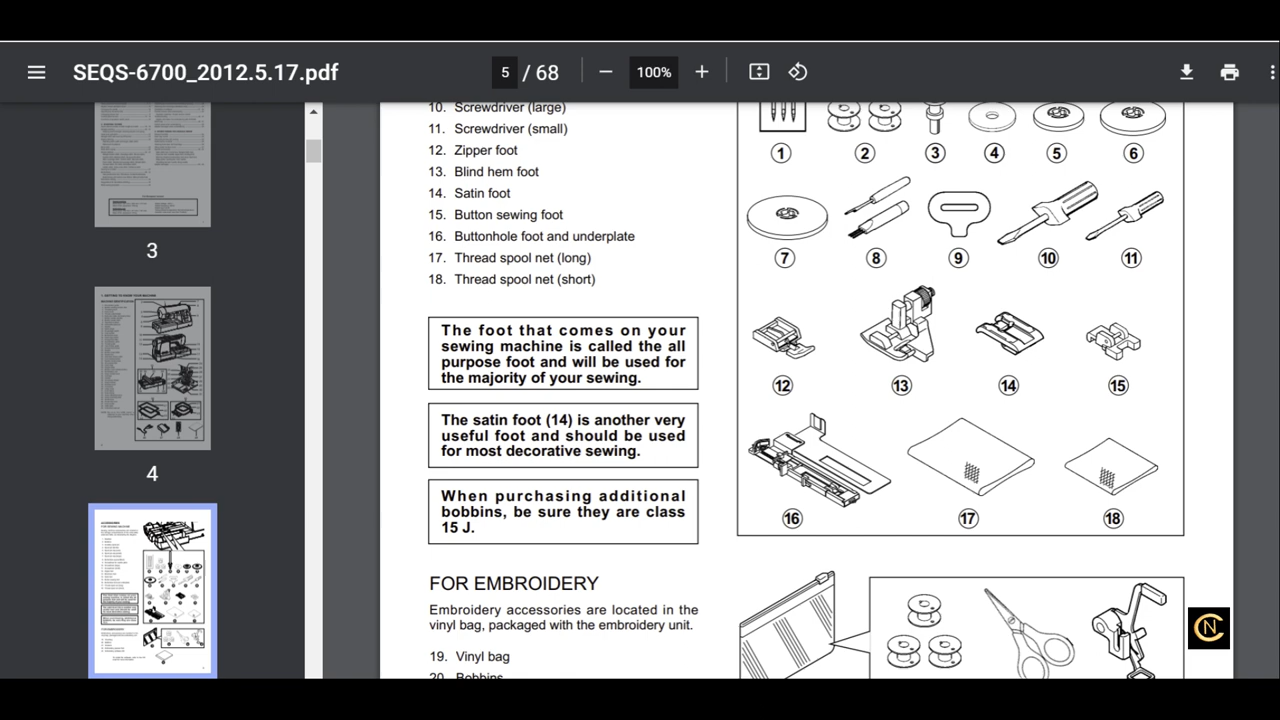 SEQS-6700_2012.5.17.pdf
5 / 68
100%
3
4
10. Screwdriver (large)
11. Screwdriver (small)
12. Zipper foot
13. Blind hem foot
14. Satin foot
15. Button sewing foot
16. Buttonhole foot and underplate
17. Thread spool net (long)
18. Thread spool net (short)
The foot that comes on your
sewing machine is called the all
purpose foot and will be used for
the majority of your sewing.
The satin foot (14) is another very
useful foot and should be used
for most decorative sewing.
When purchasing additional
bobbins, be sure they are class
15 J.
FOR EMBROIDERY
Embroidery accessories are located in the
vinyl bag, packaged with the embroidery unit.
19. Vinyl bag
20. Bobbins
1 2 3 4 5 6
7 8 9 10 11
12 13 14 15
16 17 18
CN